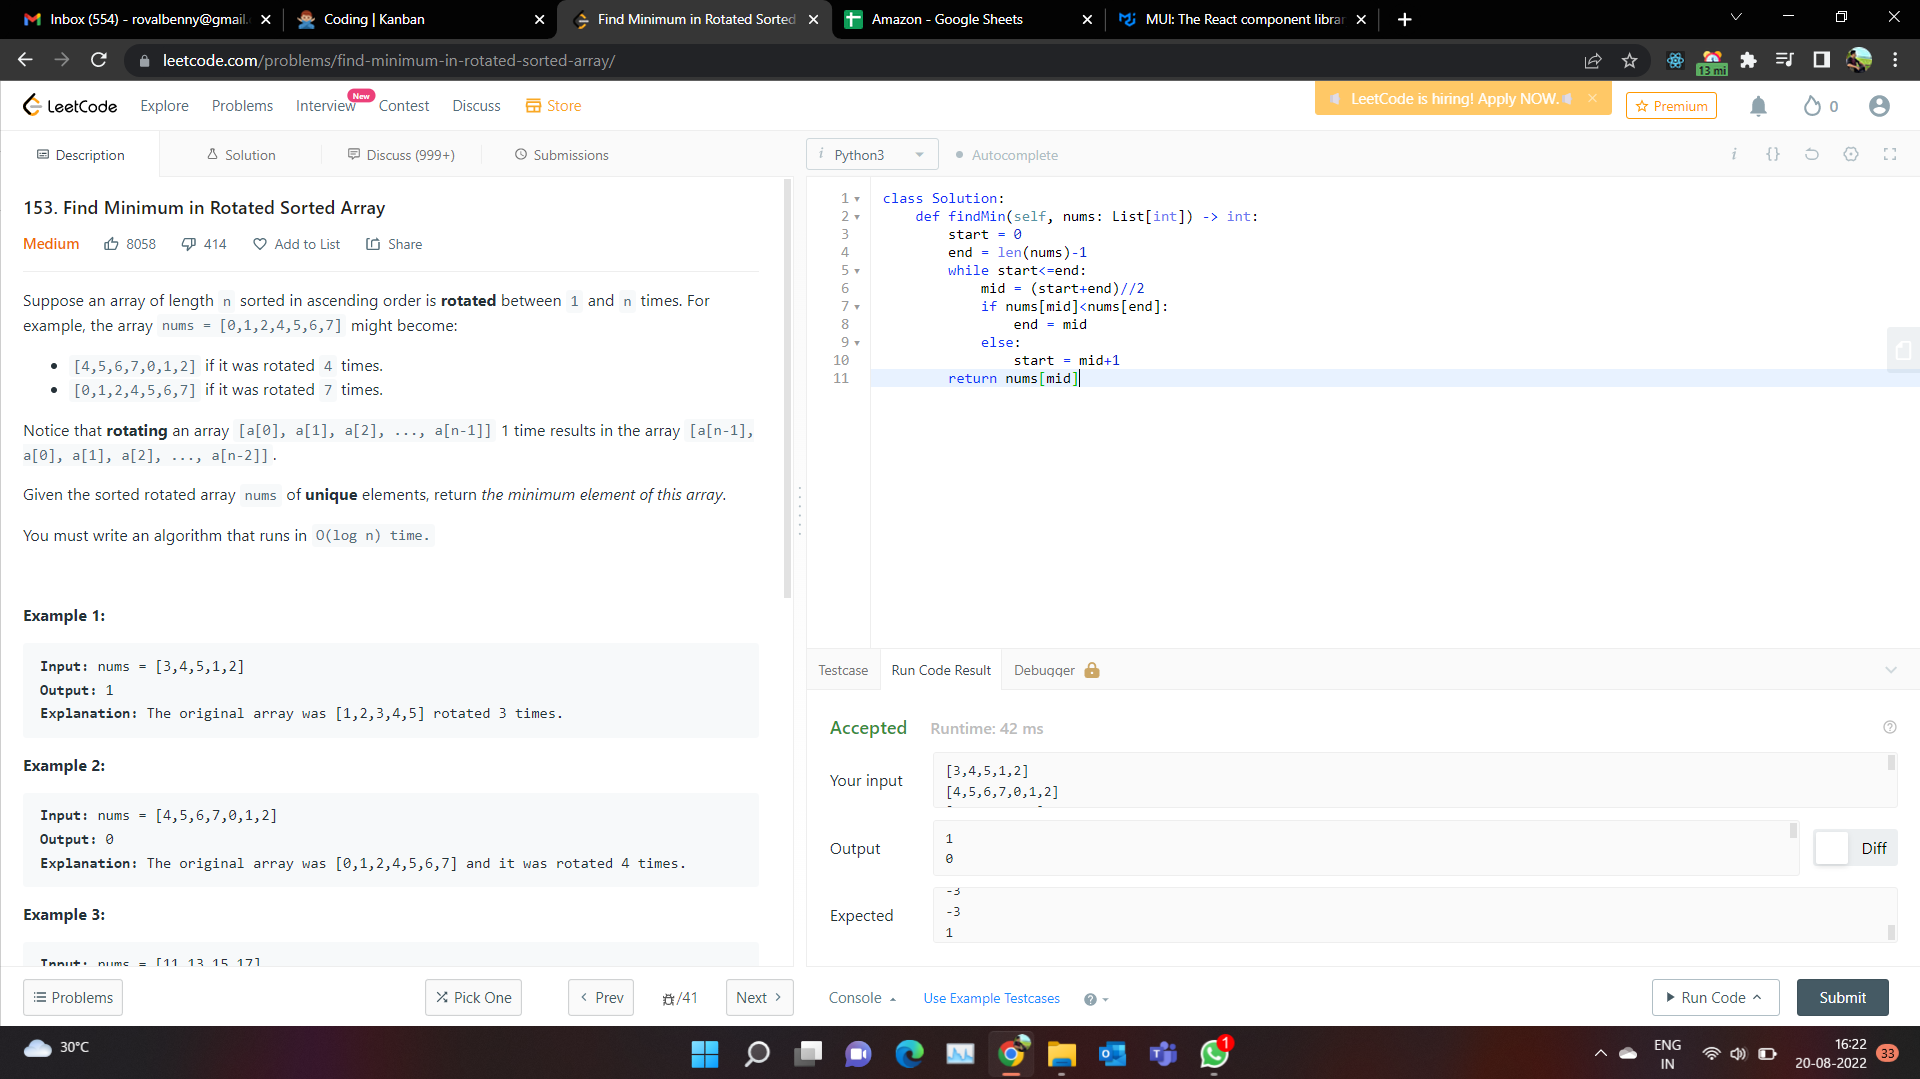 Inbox (554) - rovalbenny@gmail.
Coding | Kanban
Find Minimum in Rotated Sorted
Amazon - Google Sheets
MUI: The React component librar
leetcode.com/problems/find-minimum-in-rotated-sorted-array/
13 mi
LeetCode
Explore
Problems
Interview
New
Contest
Discuss
Store
LeetCode is hiring! Apply NOW.
Premium
0
Description
Solution
Discuss (999+)
Submissions
Python3
Autocomplete
153. Find Minimum in Rotated Sorted Array
Medium 8058 414 Add to List Share
Suppose an array of length n sorted in ascending order is rotated between 1 and n times. For
example, the array nums = [0,1,2,4,5,6,7] might become:
[4,5,6,7,0,1,2] if it was rotated 4 times.
[0,1,2,4,5,6,7] if it was rotated 7 times.
Notice that rotating an array [a[0], a[1], a[2], ..., a[n-1]] 1 time results in the array [a[n-1],
a[0], a[1], a[2], ..., a[n-2]].
Given the sorted rotated array nums of unique elements, return the minimum element of this array.
You must write an algorithm that runs in O(log n) time.
Example 1:
Input: nums = [3,4,5,1,2]
Output: 1
Explanation: The original array was [1,2,3,4,5] rotated 3 times.
Example 2:
Input: nums = [4,5,6,7,0,1,2]
Output: 0
Explanation: The original array was [0,1,2,4,5,6,7] and it was rotated 4 times.
Example 3:
Input: nums = [11,13,15,17]
1 class Solution:
2 def findMin(self, nums: List[int]) -> int:
3 start = 0
4 end = len(nums)-1
5 while start<=end:
6 mid = (start+end)//2
7 if nums[mid]<nums[end]:
8 end = mid
9 else:
10 start = mid+1
11 return nums[mid]
Testcase
Run Code Result
Debugger
Accepted Runtime: 42 ms
Your input
[3,4,5,1,2]
[4,5,6,7,0,1,2]
Output
1
0
Diff
Expected
-3
-3
1
Problems
Pick One
Prev
/41
Next
Console
Use Example Testcases
Run Code
Submit
30°C
1
ENG
IN
16:22
20-08-2022
33